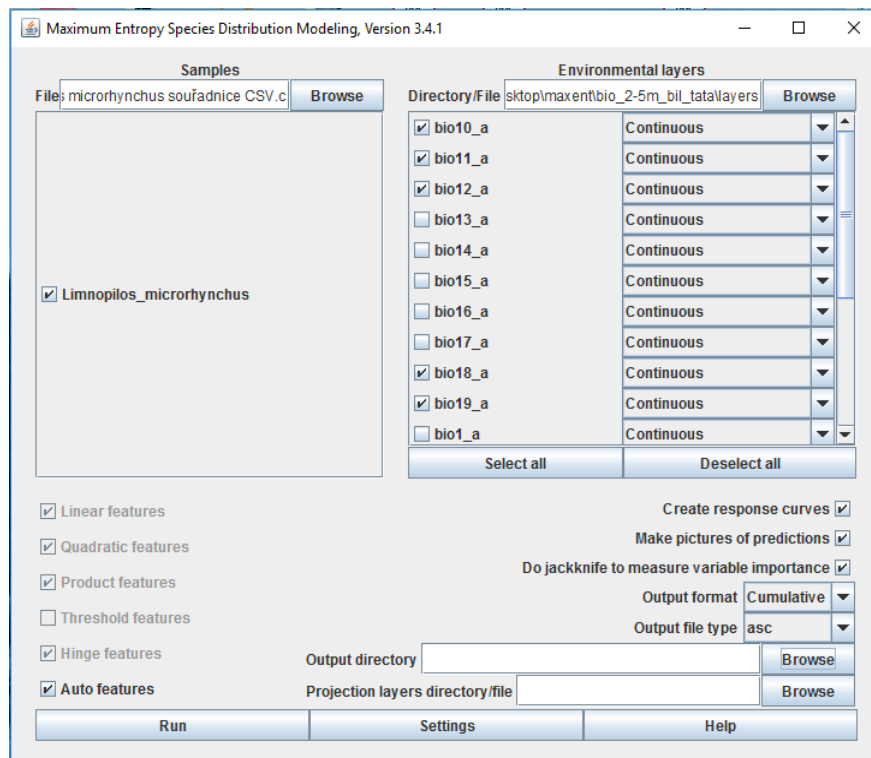 Maximum Entropy Species Distribution Modeling, Version 3.4.1
Samples
File s microrhynchus souřadnice CSV.c Browse
Limnopilos_microrhynchus
Environmental layers
Directory/File sktop\maxent\bio_2-5m_bil_tata\layers Browse
bio10_a Continuous
bio11_a Continuous
bio12_a Continuous
bio13_a Continuous
bio14_a Continuous
bio15_a Continuous
bio16_a Continuous
bio17_a Continuous
bio18_a Continuous
bio19_a Continuous
bio1_a Continuous
Select all Deselect all
Linear features
Quadratic features
Product features
Threshold features
Hinge features
Auto features
Create response curves
Make pictures of predictions
Do jackknife to measure variable importance
Output format Cumulative
Output file type asc
Output directory Browse
Projection layers directory/file Browse
Run Settings Help